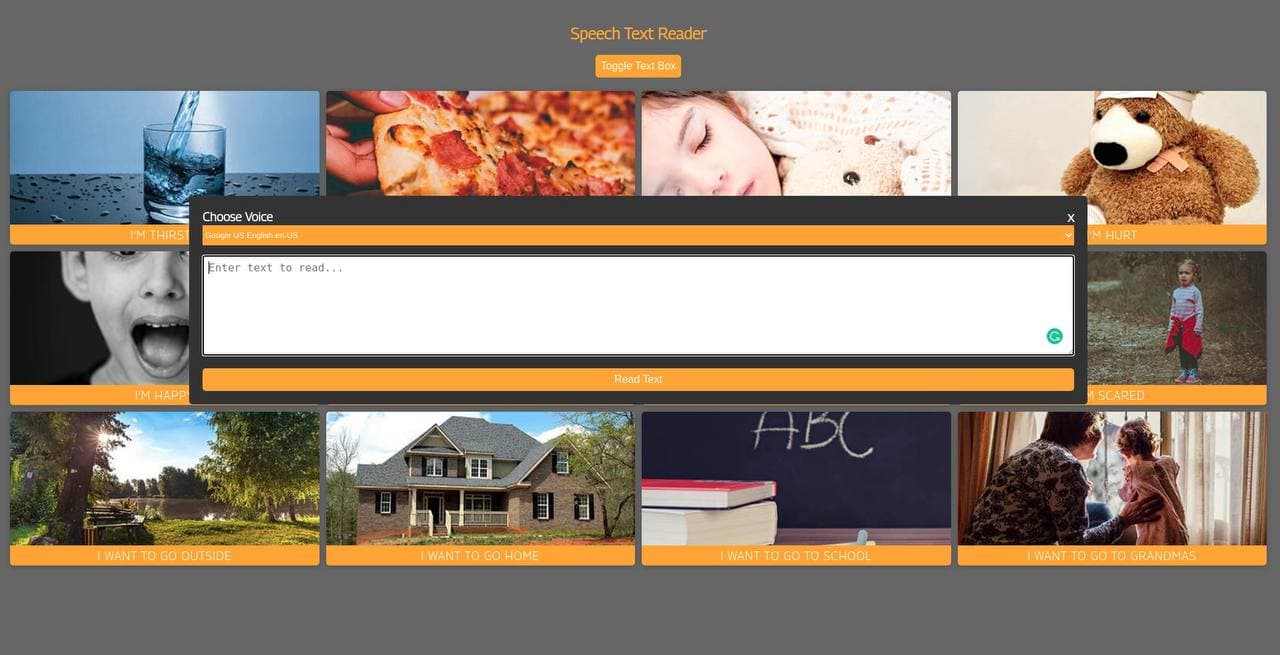 Speech Text Reader
Toggle Text Box
Choose Voice
x
Google US English en-US
Enter text to read...
Read Text
I'M THIRST
'M HURT
I'M HAPPY
M SCARED
I WANT TO GO OUTSIDE
I WANT TO GO HOME
ABC
I WANT TO GO TO SCHOOL
I WANT TO GO TO GRANDMAS